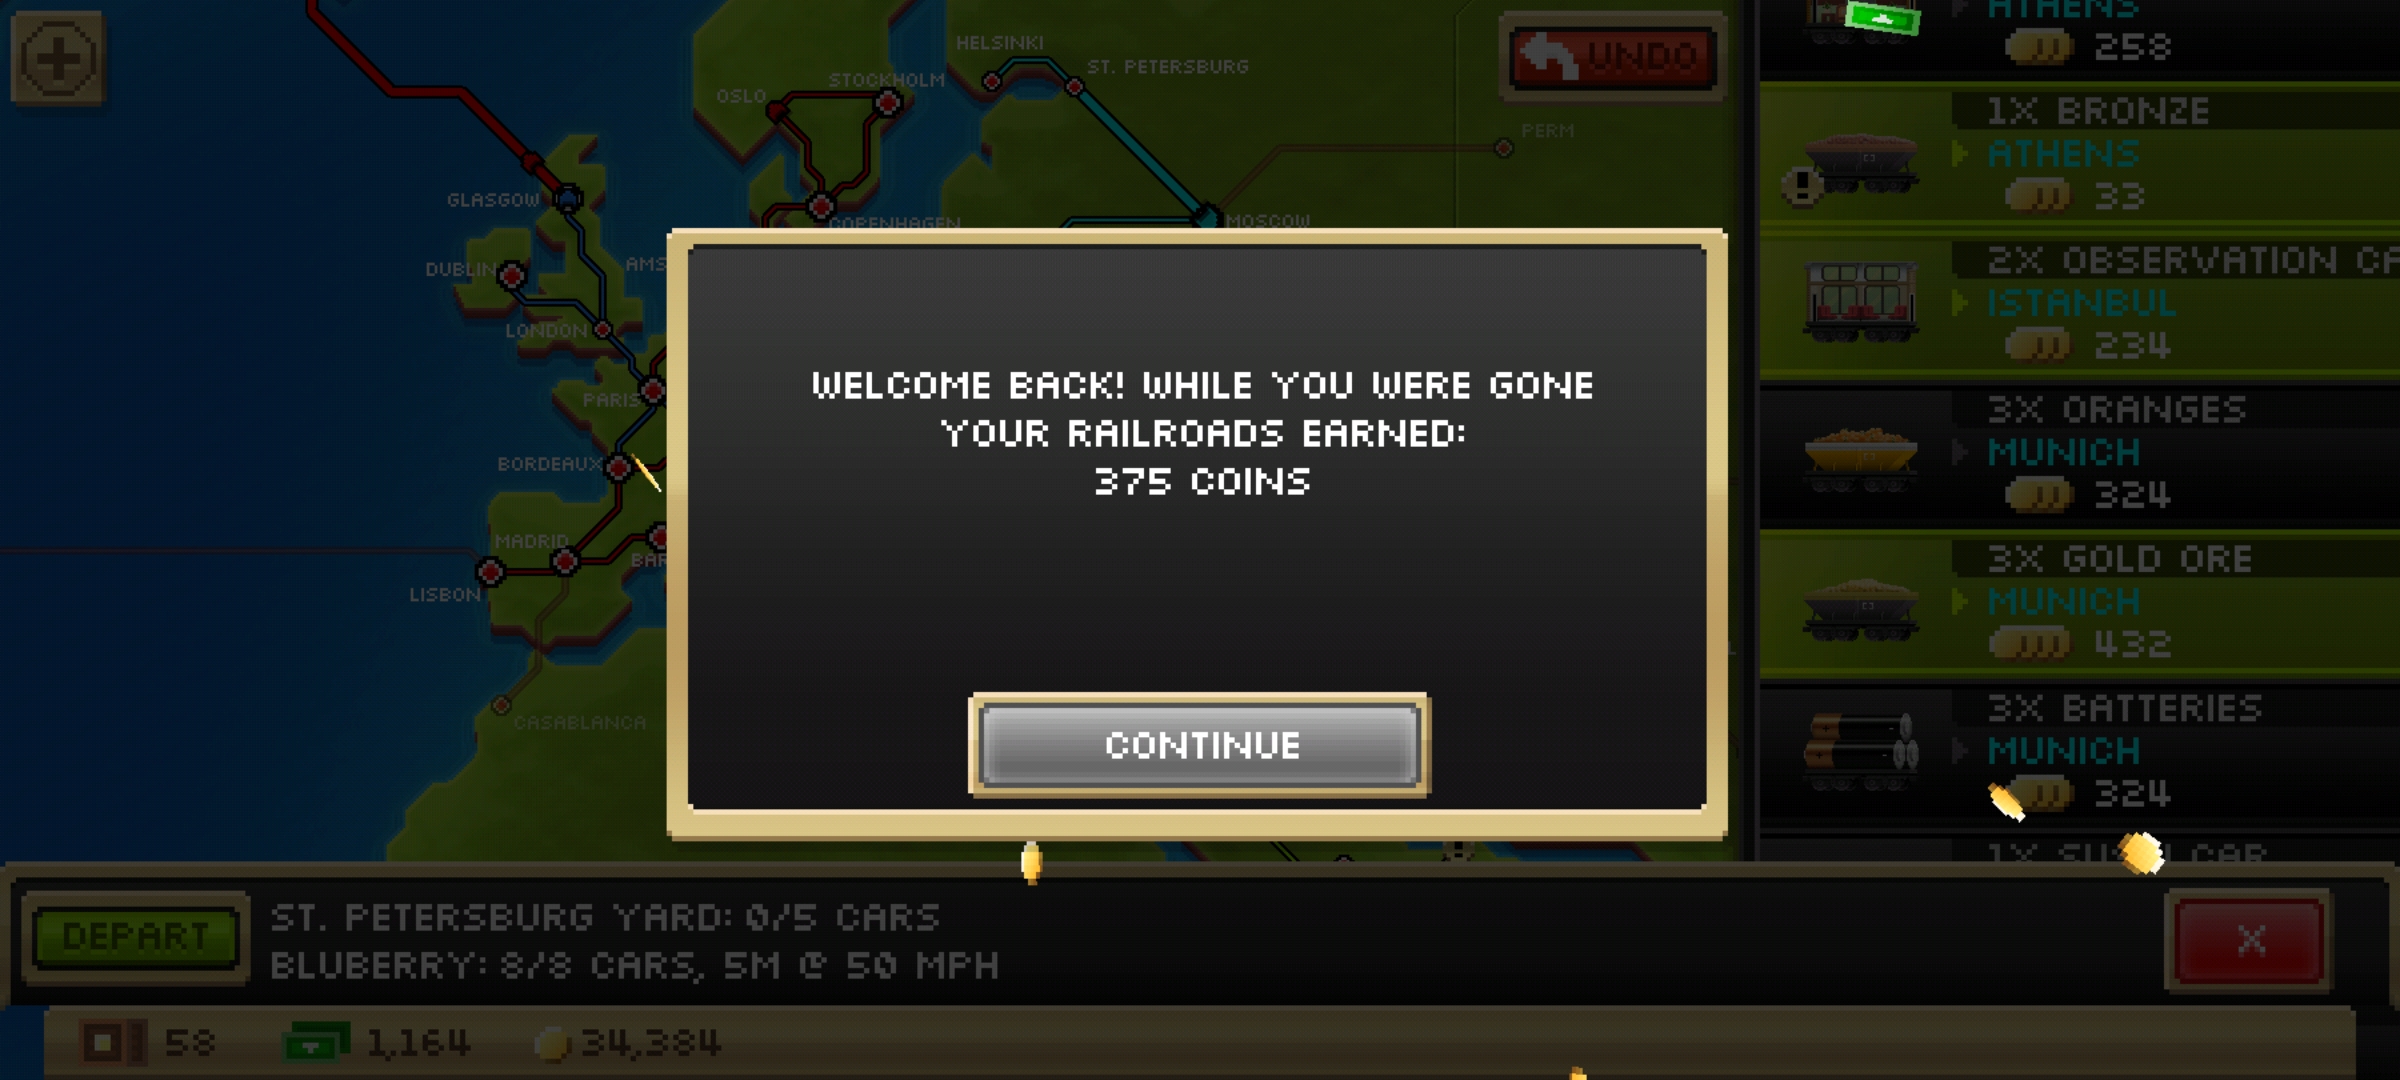 HELSINKI
STOCKHOLM
ST. PETERSBURG
OSLO
UNDO
PERM
GLASGOW
COPENHAGEN
MOSCOW
DUBLIN
LONDON
PARIS
BORDEAUX
MADRID
LISBON
CASABLANCA
WELCOME BACK! WHILE YOU WERE GONE
YOUR RAILROADS EARNED:
375 COINS
CONTINUE
ATHENS
258
1X BRONZE
ATHENS
33
2X OBSERVATION CA
ISTANBUL
234
3X ORANGES
MUNICH
324
3X GOLD ORE
MUNICH
432
3X BATTERIES
MUNICH
324
DEPART
ST. PETERSBURG YARD: 0/5 CARS
BLUBERRY: 8/8 CARS, 5M @ 50 MPH
X
58
1,164
34,384